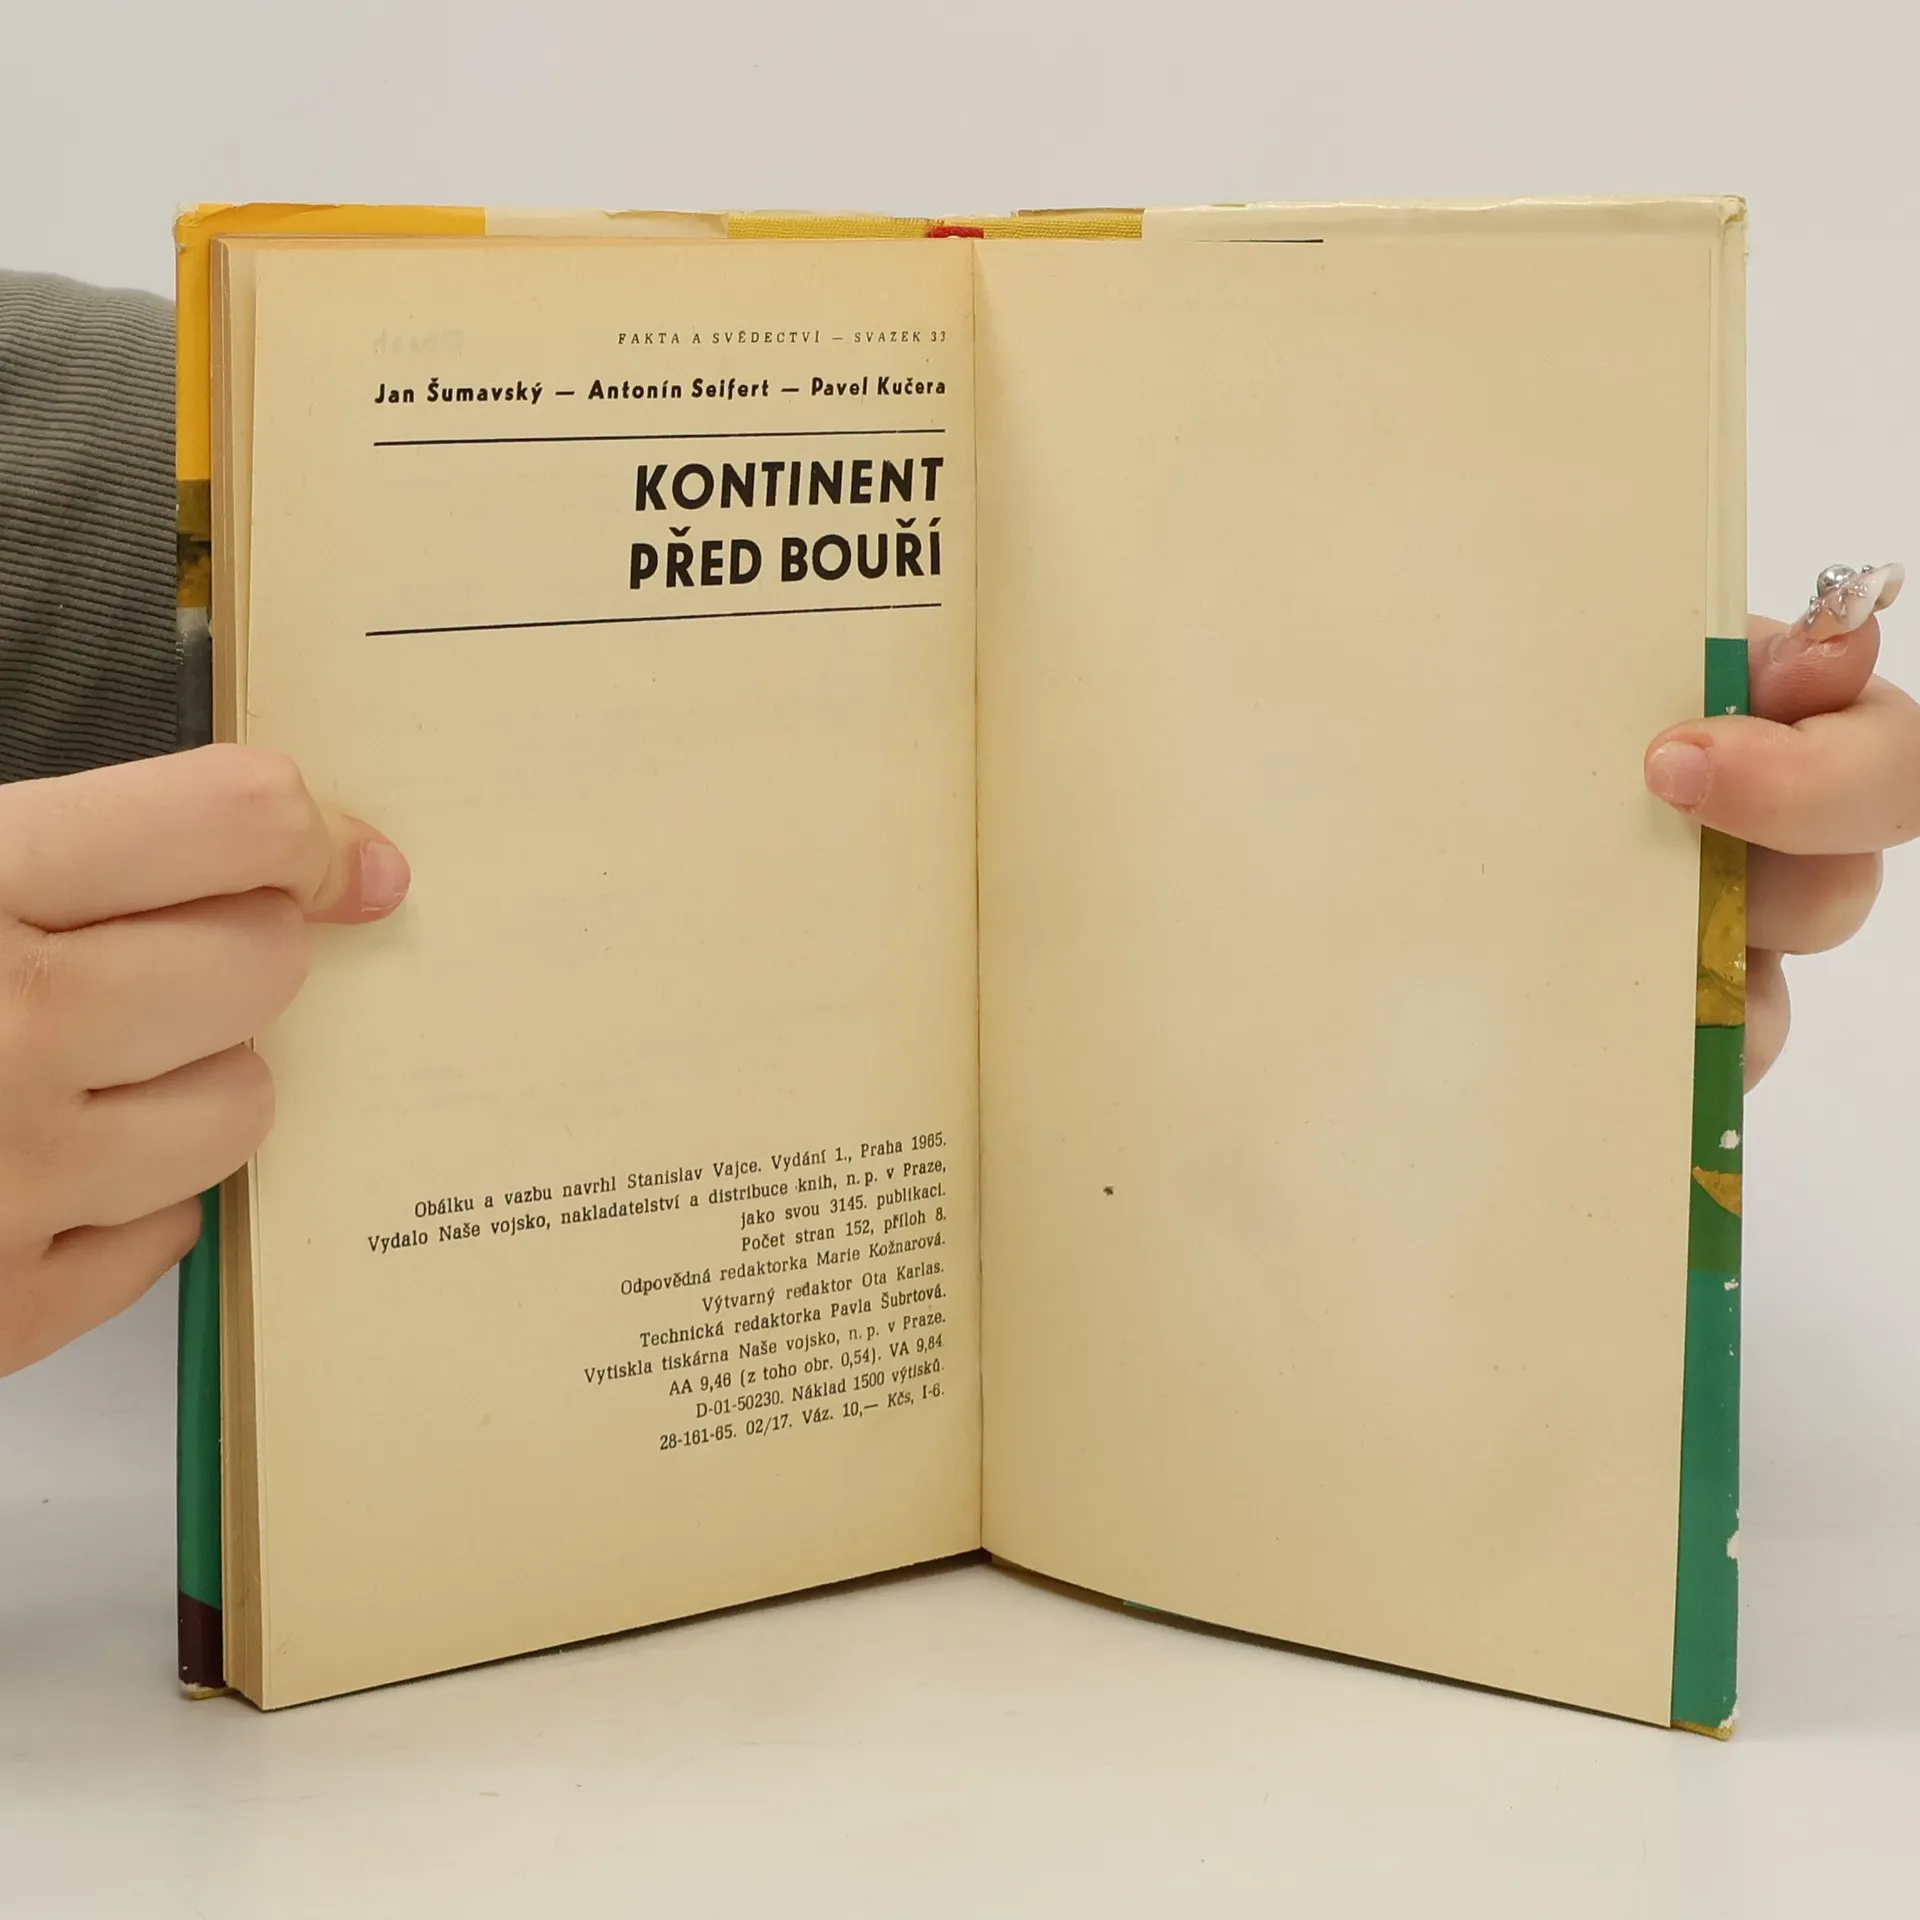 FAKTA A SVĚDECTVÍ — SVAZEK 33
Jan Šumavský — Antonín Seifert — Pavel Kučera
KONTINENT
PŘED BOUŘÍ
Obálku a vazbu navrhl Stanislav Vajce. Vydání 1., Praha 1965.
Vydalo Naše vojsko, nakladatelství a distribuce knih, n. p. v Praze,
jako svou 3145. publikaci.
Počet stran 152, příloh 8.
Odpovědná redaktorka Marie Kožnarová.
Výtvarný redaktor Ota Karlas.
Technická redaktorka Pavla Šubrtová.
Vytiskla tiskárna Naše vojsko, n. p. v Praze.
AA 9,46 (z toho obr. 0,54). VA 9,84.
D-01-50230. Náklad 1500 výtisků.
28-161-65. 02/17. Váz. 10,— Kčs, I-6.